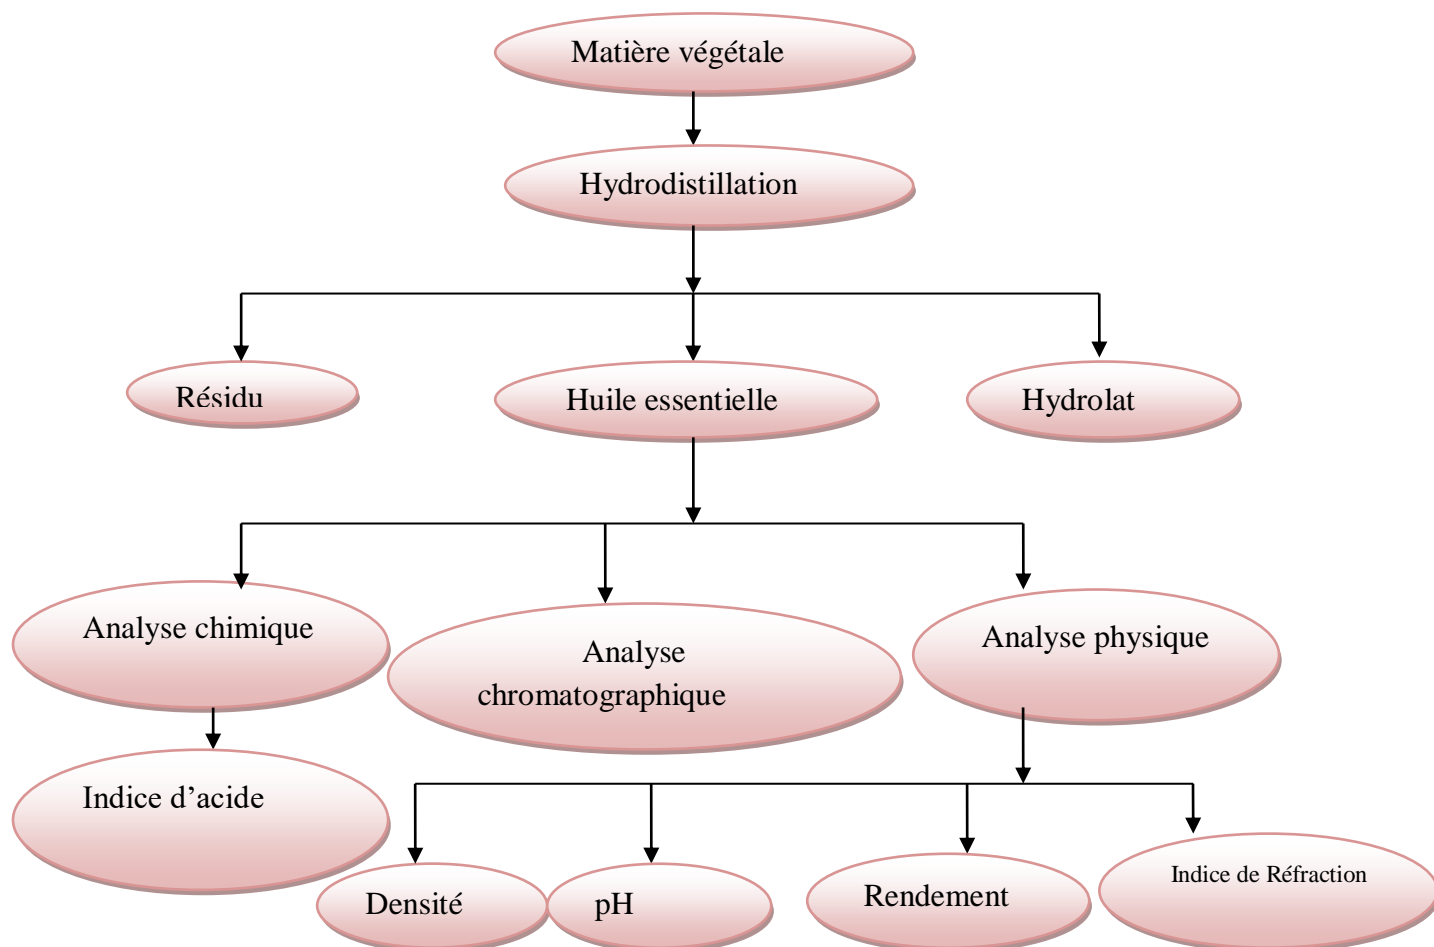 Matière végétale
Hydrodistillation
Résidu
Huile essentielle
Hydrolat
Analyse chimique
Analyse
chromatographique
Analyse physique
Indice d’acide
Densité
pH
Rendement
Indice de Réfraction